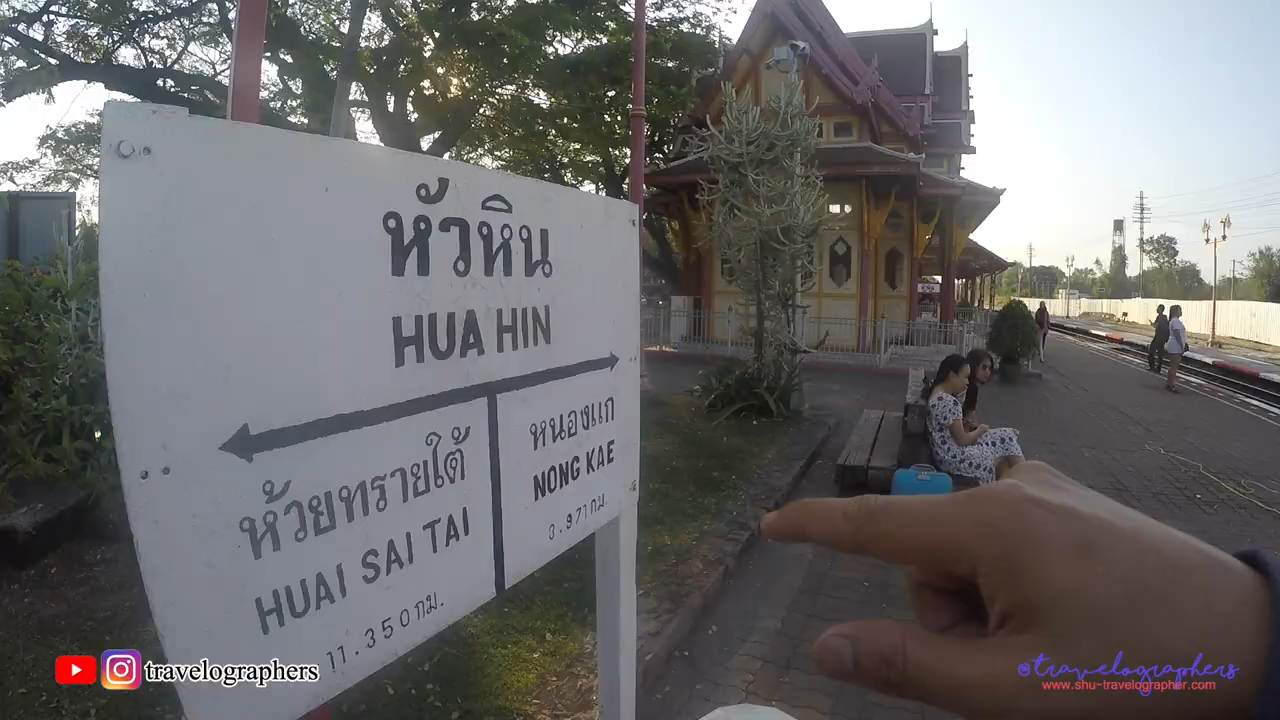 หัวหิน
HUA HIN
ห้วยทรายใต้
HUAI SAI TAI
11.350 กม.
หนองแก
NONG KAE
3.971 กม.
travelographers
@travelographers
www.shu-travelographer.com